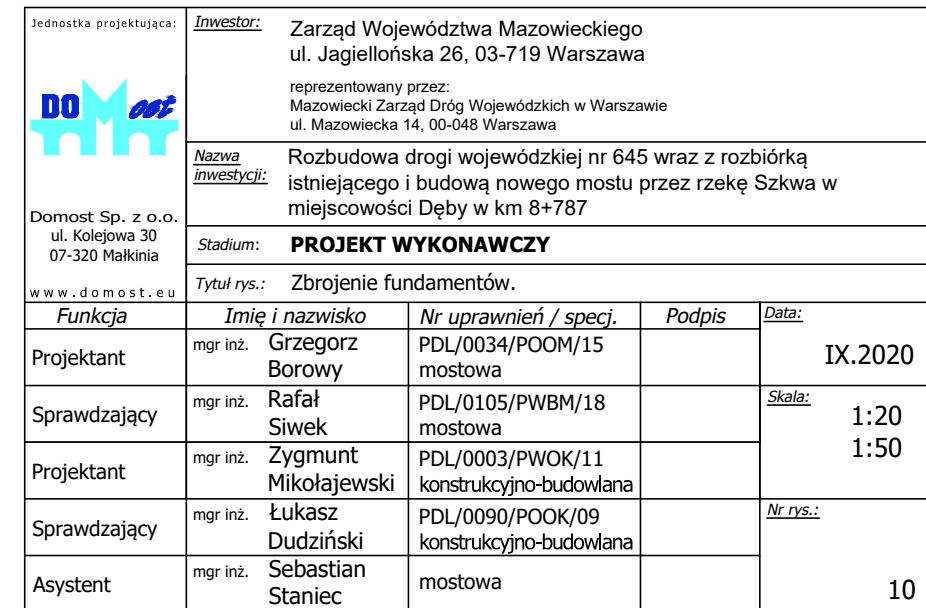 Jednostka projektująca:
DO Most
Domost Sp. z o.o.
ul. Kolejowa 30
07-320 Małkinia
www.domost.eu
Inwestor:
Zarząd Województwa Mazowieckiego
ul. Jagiellońska 26, 03-719 Warszawa
reprezentowany przez:
Mazowiecki Zarząd Dróg Wojewódzkich w Warszawie
ul. Mazowiecka 14, 00-048 Warszawa
Nazwa inwestycji:
Rozbudowa drogi wojewódzkiej nr 645 wraz z rozbiórką
istniejącego i budową nowego mostu przez rzekę Szkwa w
miejscowości Dęby w km 8+787
Stadium: PROJEKT WYKONAWCZY
Tytuł rys.: Zbrojenie fundamentów.
Funkcja Imię i nazwisko Nr uprawnień / specj. Podpis Data:
IX.2020
Projektant mgr inż. Grzegorz Borowy PDL/0034/POOM/15 mostowa
Skala:
1:20
1:50
Sprawdzający mgr inż. Rafał Siwek PDL/0105/PWBM/18 mostowa
Projektant mgr inż. Zygmunt Mikołajewski PDL/0003/PWOK/11 konstrukcyjno-budowlana
Sprawdzający mgr inż. Łukasz Dudziński PDL/0090/POOK/09 konstrukcyjno-budowlana
Nr rys.:
10
Asystent mgr inż. Sebastian Staniec mostowa